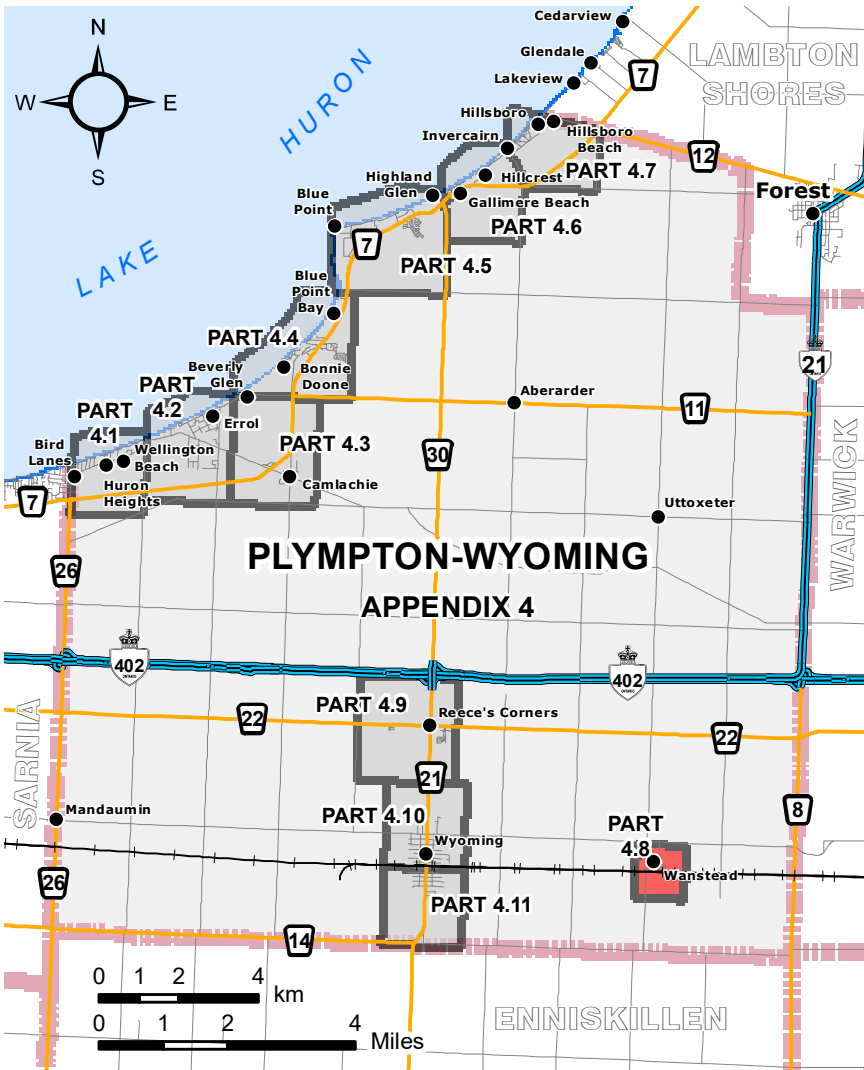 Cedarview
N
Glendale
LAMBTON
SHORES
7
HURON
Lakeview
W
E
Hillsboro
Hillsboro
Beach
Invercairn
12
S
PART 4.7
Highland
Glen
Hillcrest
Forest
Blue
Point
Gallimere Beach
PART 4.6
7
LAKE
PART 4.5
Blue
Point
Bay
PART 4.4
21
Beverly
Glen
Bonnie
Doone
PART
4.2
Aberarder
11
PART
4.1
Errol
Bird
Lanes
Wellington
Beach
PART 4.3
30
WARWICK
Huron
Heights
Camlachie
7
Uttoxeter
PLYMPTON-WYOMING
26
APPENDIX 4
402
ONTARIO
402
ONTARIO
PART 4.9
Reece's Corners
22
22
SARNIA
21
Mandaumin
PART 4.10
8
PART
4.8
Wyoming
Wanstead
26
PART 4.11
14
0 1 2 4
km
ENNISKILLEN
0 1 2 4
Miles